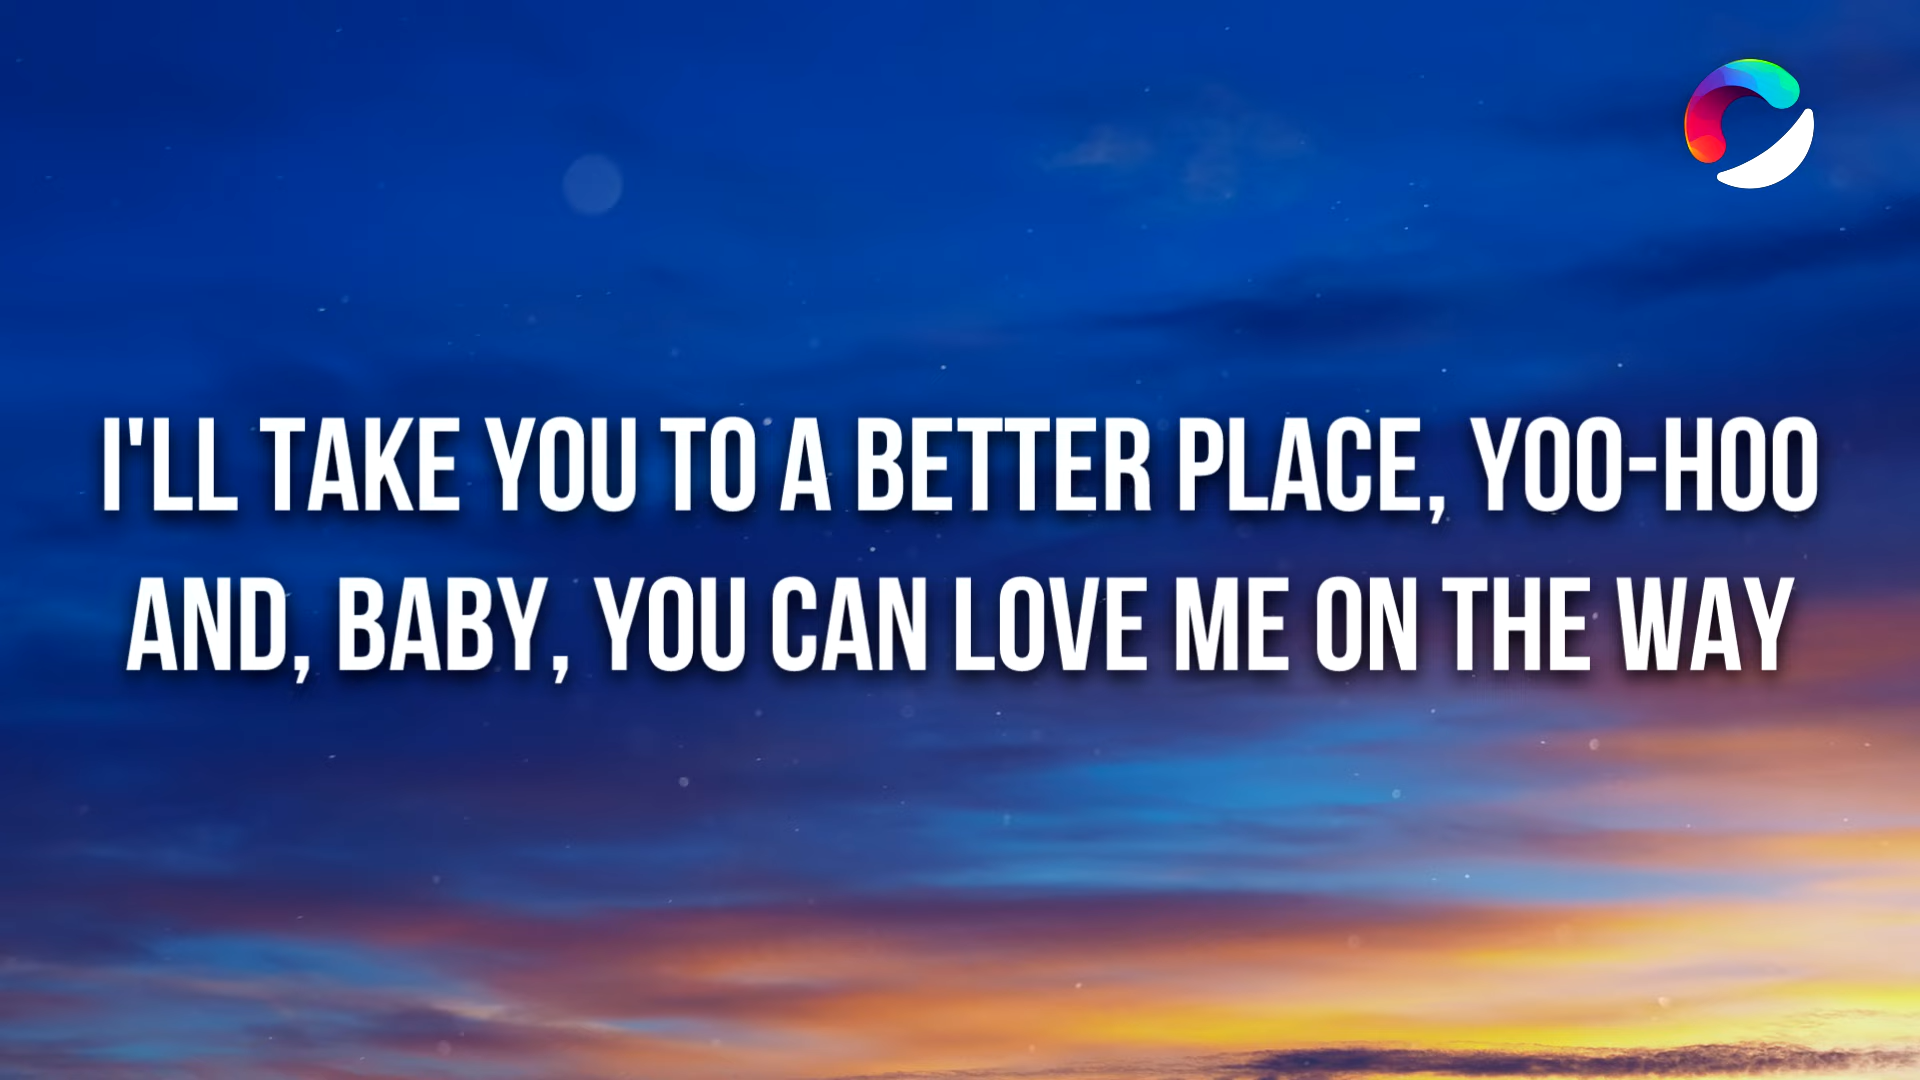 I'LL TAKE YOU TO A BETTER PLACE, YOO-HOO
AND, BABY, YOU CAN LOVE ME ON THE WAY